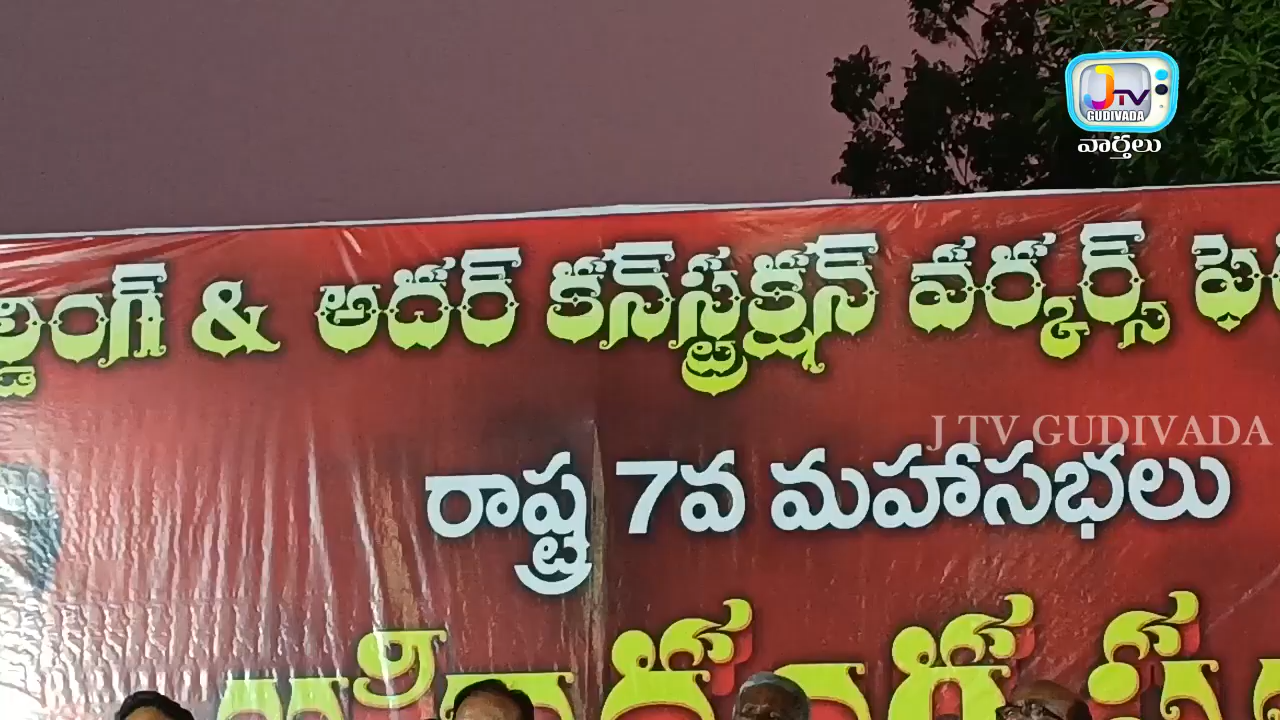 JTV
GUDIVADA
వార్తలు
& అదర్ కన్‌స్ట్రక్షన్ వర్కర్స్
J TV GUDIVADA
రాష్ట్ర 7వ మహాసభలు